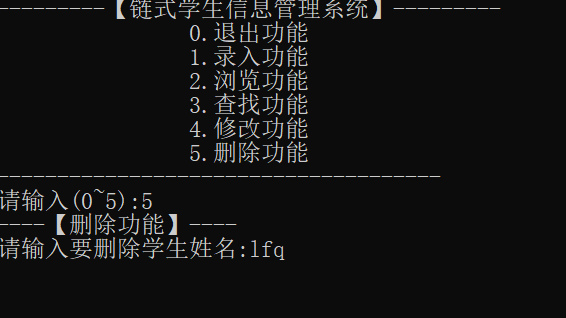 ---------【链式学生信息管理系统】---------
0.退出功能
1.录入功能
2.浏览功能
3.查找功能
4.修改功能
5.删除功能
-------------------------------------
请输入(0~5):5
----【删除功能】----
请输入要删除学生姓名:lfq